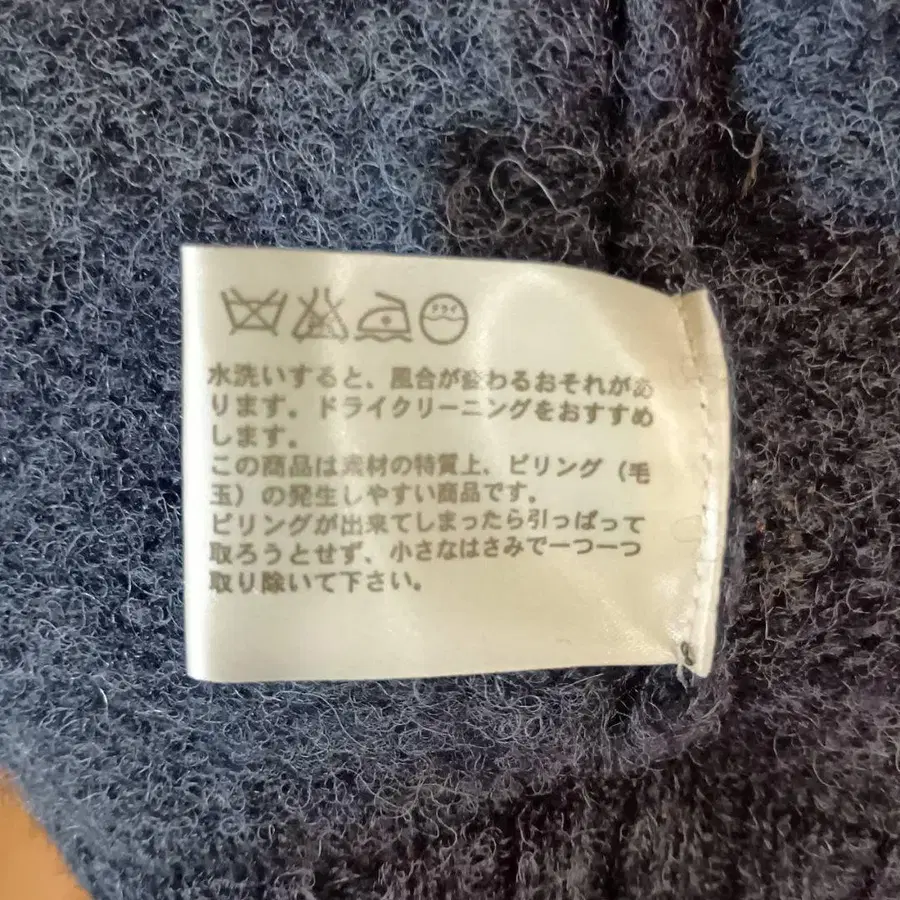 ドライ
水洗いすると、風合が変わるおそれがあ
ります。ドライクリーニングをおすすめ
します。
この商品は素材の特質上、ピリング（毛
玉）の発生しやすい商品です。
ピリングが出来てしまったら引っぱって
取ろうとせず、小さなはさみで一つ一つ
取り除いて下さい。